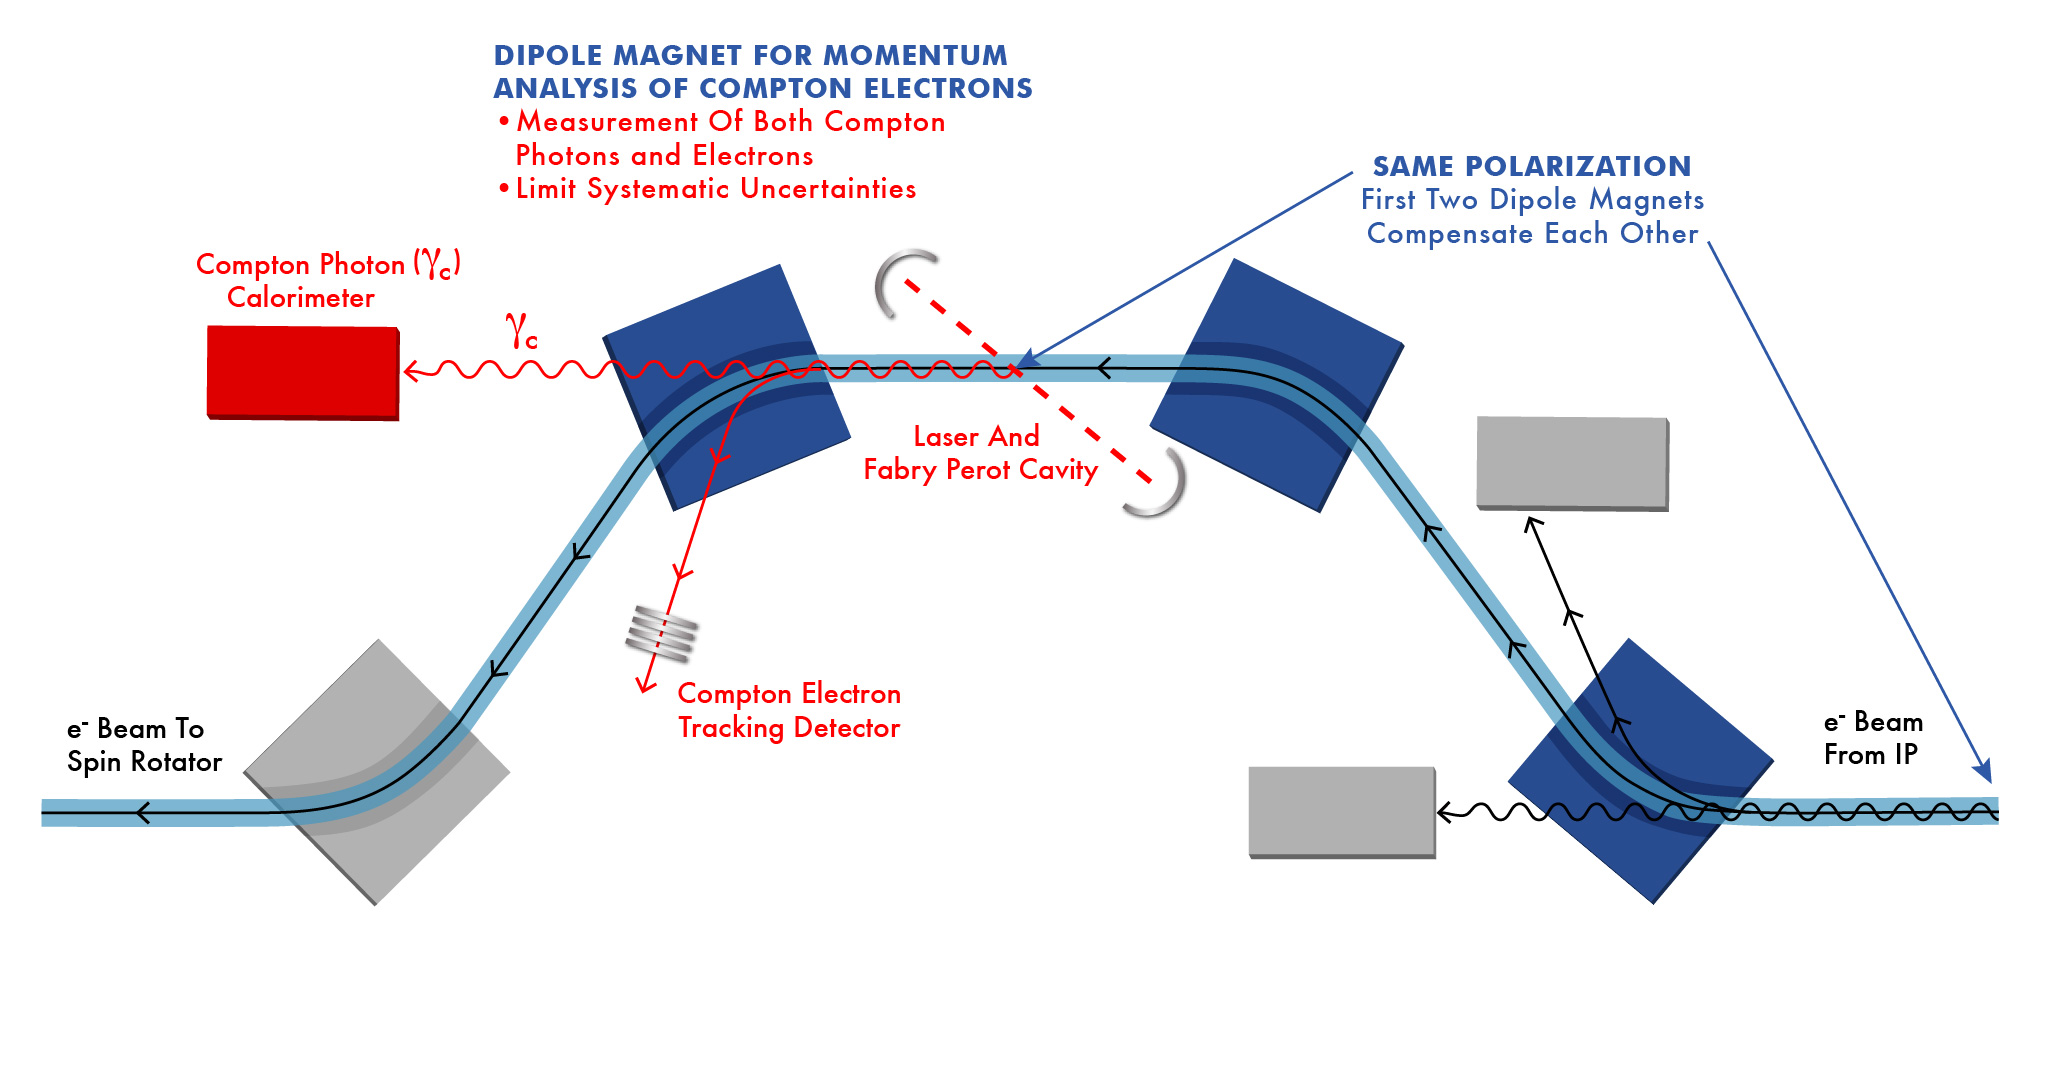 DIPOLE MAGNET FOR MOMENTUM
ANALYSIS OF COMPTON ELECTRONS
•Measurement Of Both Compton
Photons and Electrons
•Limit Systematic Uncertainties
SAME POLARIZATION
First Two Dipole Magnets
Compensate Each Other
Compton Photon (γc)
Calorimeter
γc
Laser And
Fabry Perot Cavity
Compton Electron
Tracking Detector
e- Beam To
Spin Rotator
e- Beam
From IP